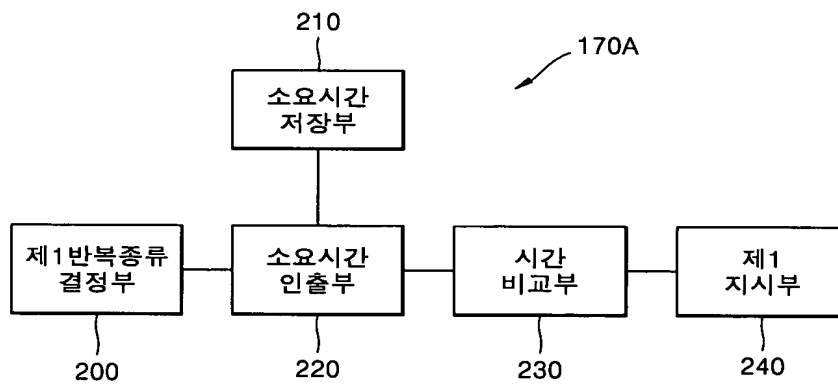 210
170A
소요시간
저장부
제1반복종류
결정부
소요시간
인출부
시간
비교부
제1
지시부
200
220
230
240